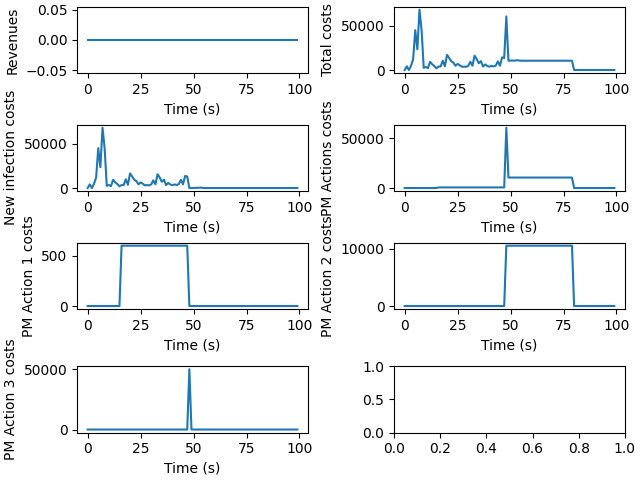 Revenues
0.05
0.00
−0.05
0 25 50 75 100
Time (s)
Total costs
50000
0
0 25 50 75 100
Time (s)
New infection costs
50000
0
0 25 50 75 100
Time (s)
PM Actions costs
50000
0
0 25 50 75 100
Time (s)
PM Action 1 costs
500
0
0 25 50 75 100
Time (s)
PM Action 2 costs
10000
0
0 25 50 75 100
Time (s)
PM Action 3 costs
50000
0
0 25 50 75 100
Time (s)
1.0
0.5
0.0
0.0 0.2 0.4 0.6 0.8 1.0